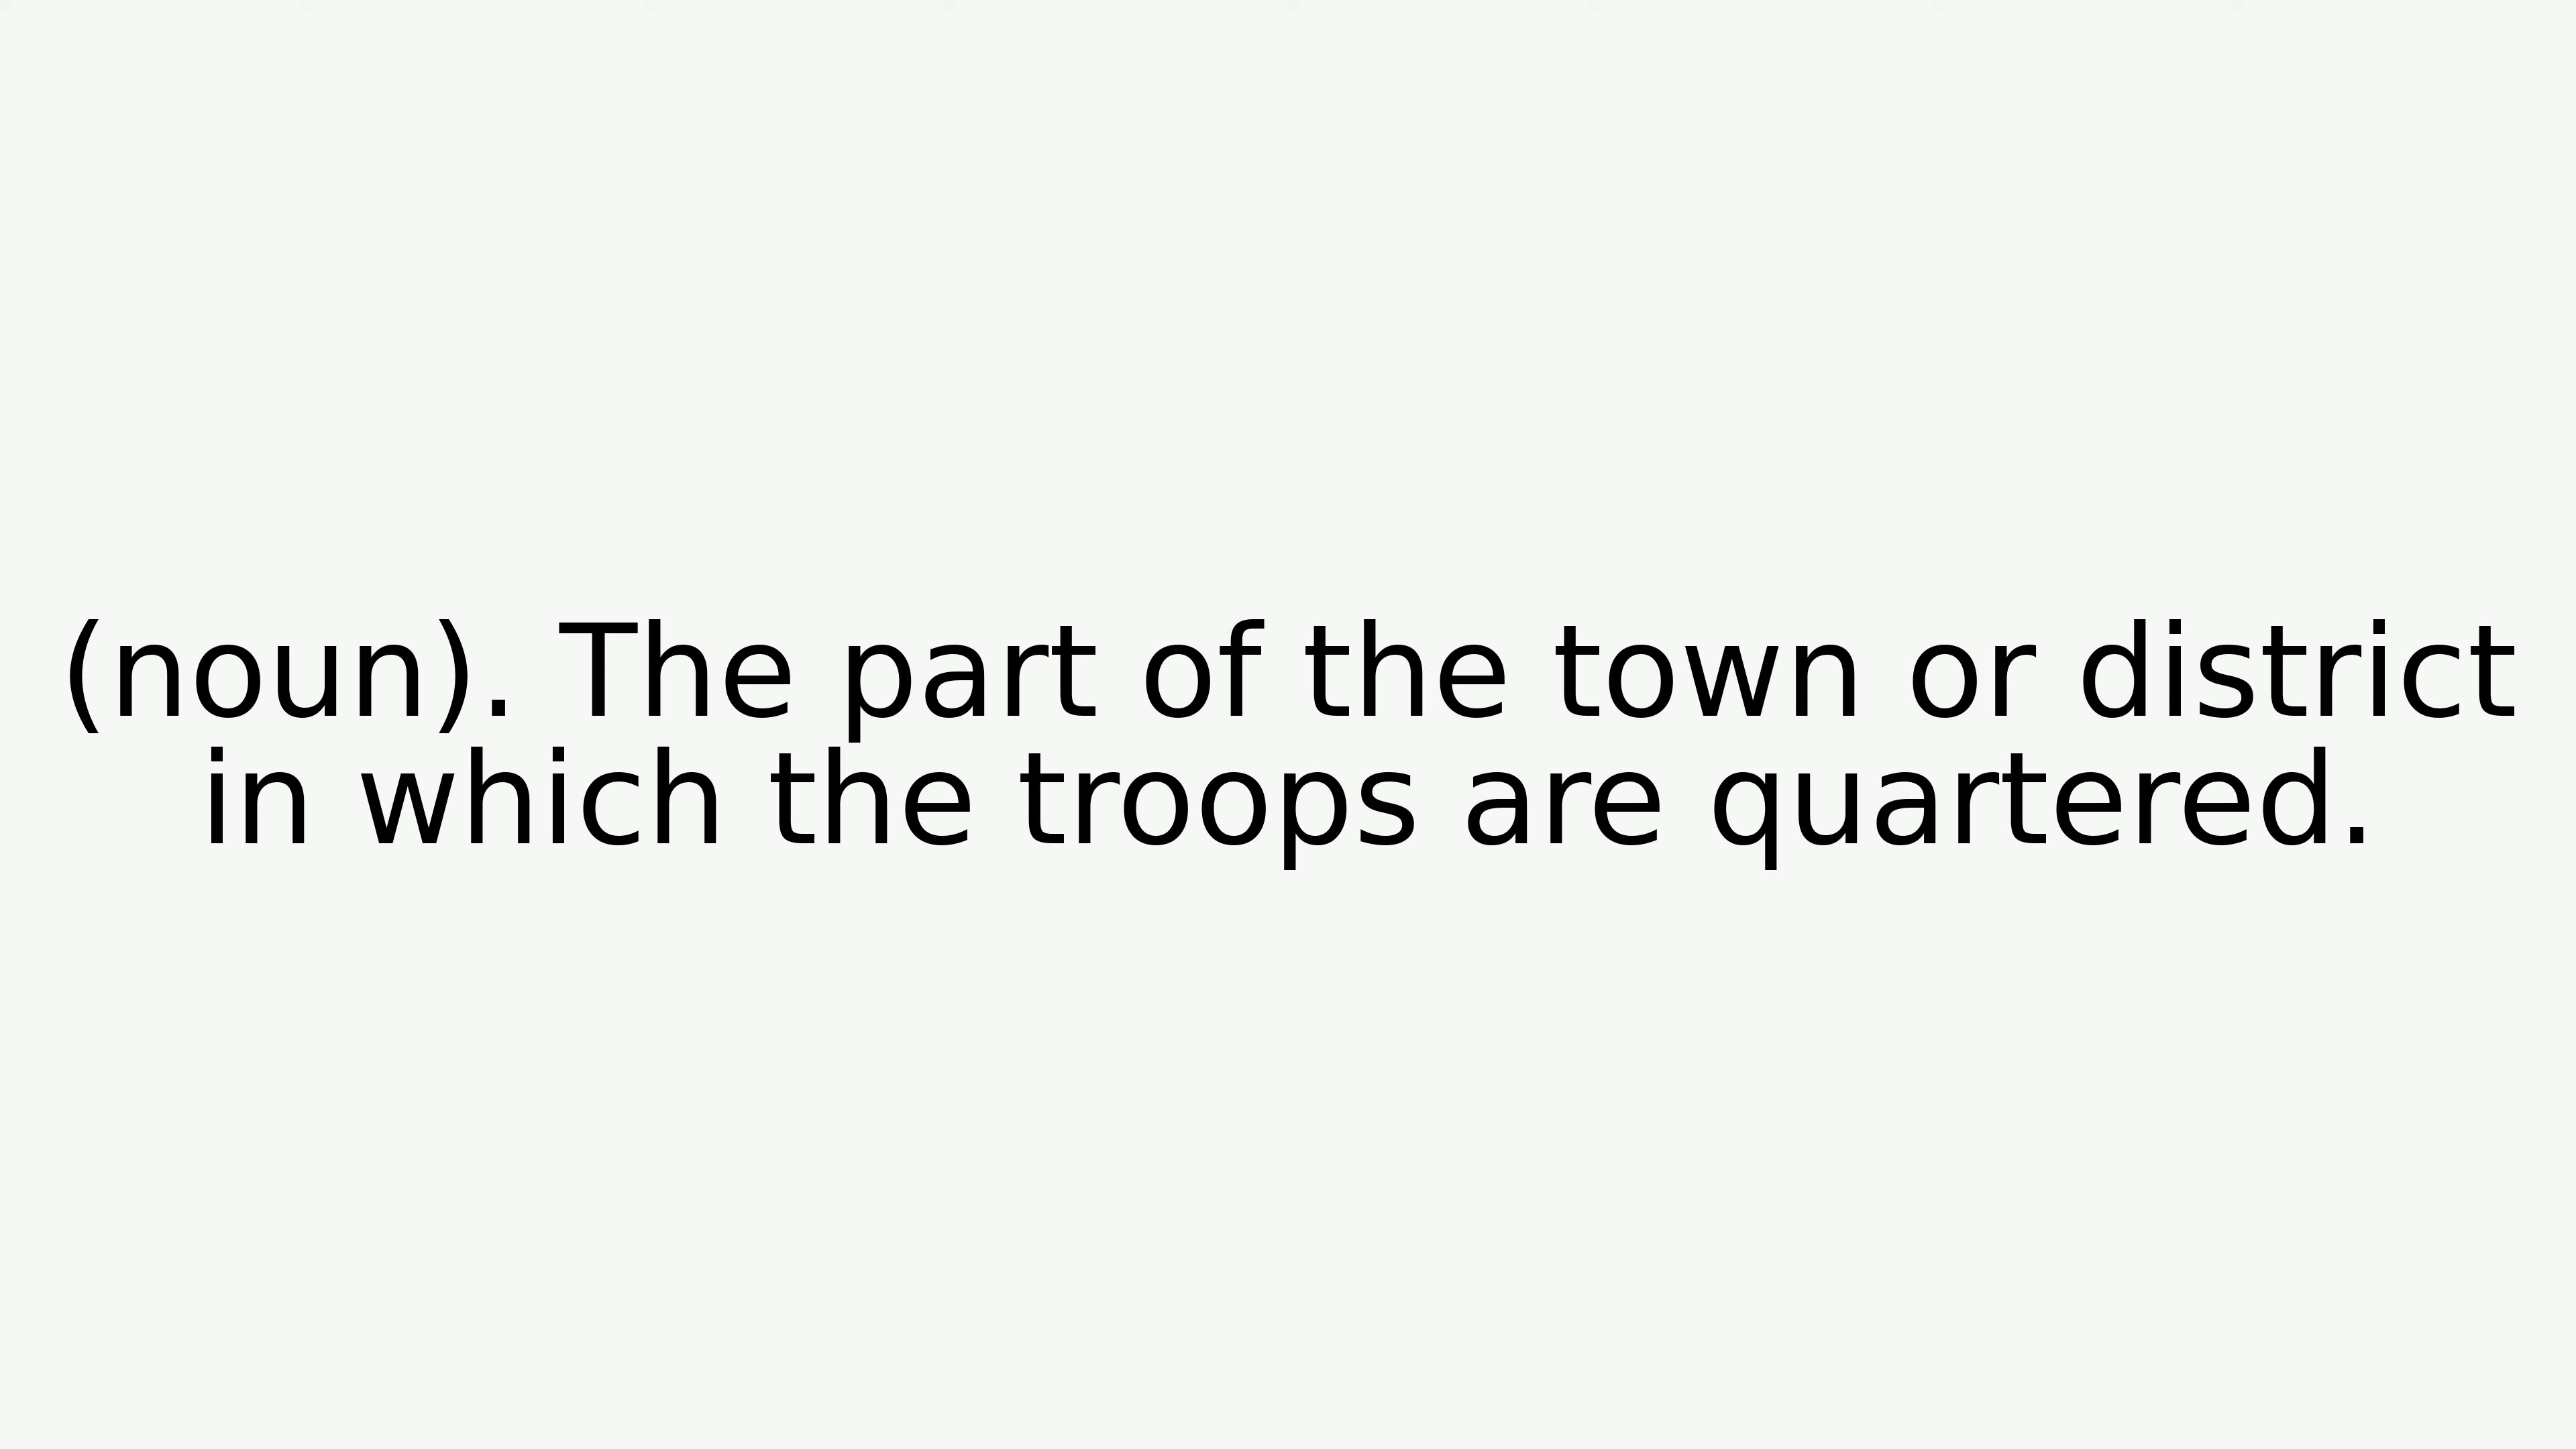 (noun). The part of the town or district
in which the troops are quartered.